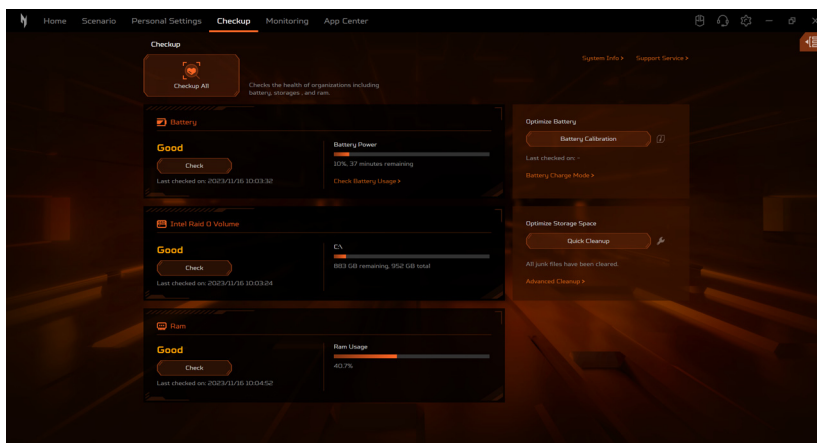 Home Scenario Personal Settings Checkup Monitoring App Center
Checkup
System Info > Support Service >
Checkup All
Checks the health of organizations including
battery, storages , and ram.
Battery
Good
Check
Last checked on: 2023/11/16 10:03:32
Battery Power
10%, 37 minutes remaining
Check Battery Usage >
Optimize Battery
Battery Calibration
Last checked on: -
Battery Charge Mode >
Intel Raid 0 Volume
Good
Check
Last checked on: 2023/11/16 10:03:24
C:\
883 GB remaining, 952 GB total
Optimize Storage Space
Quick Cleanup
All junk files have been cleared.
Advanced Cleanup >
Ram
Good
Check
Last checked on: 2023/11/16 10:04:52
Ram Usage
40.7%